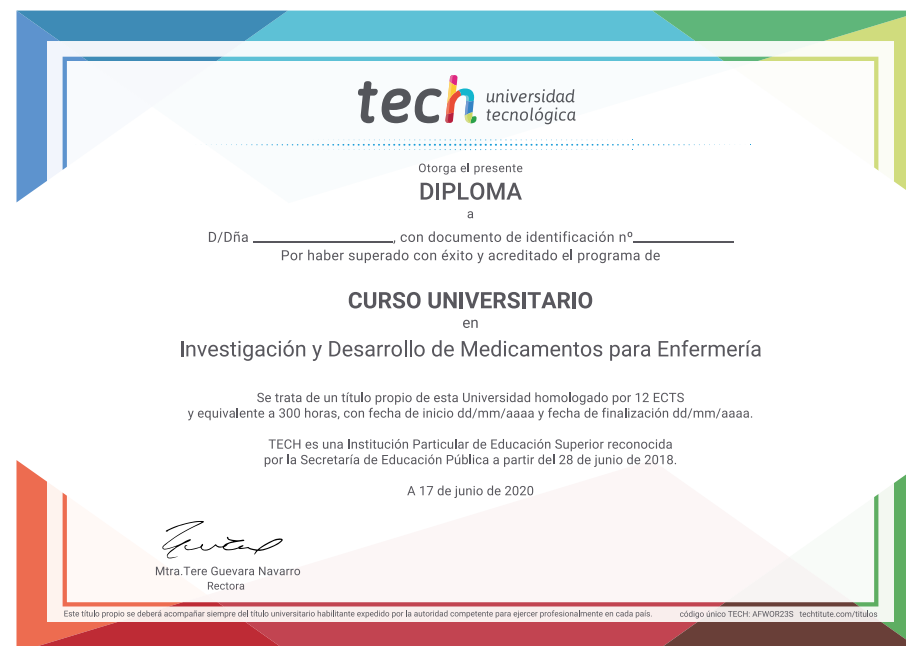 tech universidad
tecnológica
Otorga el presente
DIPLOMA
a
D/Dña ____________________, con documento de identificación nº______________
Por haber superado con éxito y acreditado el programa de
CURSO UNIVERSITARIO
en
Investigación y Desarrollo de Medicamentos para Enfermería
Se trata de un título propio de esta Universidad homologado por 12 ECTS
y equivalente a 300 horas, con fecha de inicio dd/mm/aaaa y fecha de finalización dd/mm/aaaa.
TECH es una Institución Particular de Educación Superior reconocida
por la Secretaría de Educación Pública a partir del 28 de junio de 2018.
A 17 de junio de 2020
Mtra.Tere Guevara Navarro
Rectora
Este título propio se deberá acompañar siempre del título universitario habilitante expedido por la autoridad competente para ejercer profesionalmente en cada país. código único TECH: AFWOR23S techtitute.com/titulos